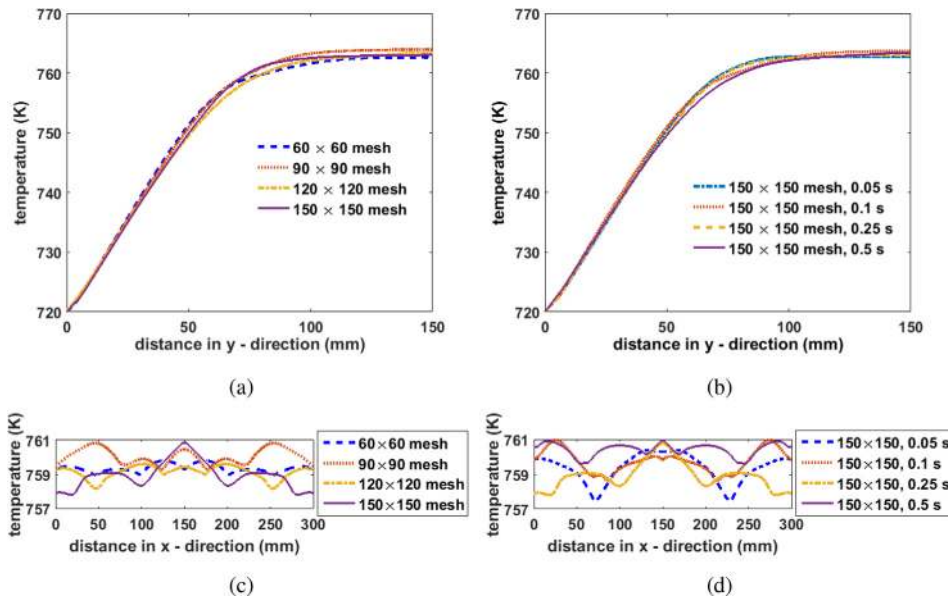 770
760
750
740
730
720
temperature (K)
60 × 60 mesh
90 × 90 mesh
120 × 120 mesh
150 × 150 mesh
0 50 100 150
distance in y - direction (mm)
(a)
770
760
750
740
730
720
temperature (K)
150 × 150 mesh, 0.05 s
150 × 150 mesh, 0.1 s
150 × 150 mesh, 0.25 s
150 × 150 mesh, 0.5 s
0 50 100 150
distance in y - direction (mm)
(b)
761
759
757
temperature (K)
60×60 mesh
90×90 mesh
120×120 mesh
150×150 mesh
0 50 100 150 200 250 300
distance in x - direction (mm)
(c)
761
759
757
temperature (K)
150×150, 0.05 s
150×150, 0.1 s
150×150, 0.25 s
150×150, 0.5 s
0 50 100 150 200 250 300
distance in x - direction (mm)
(d)